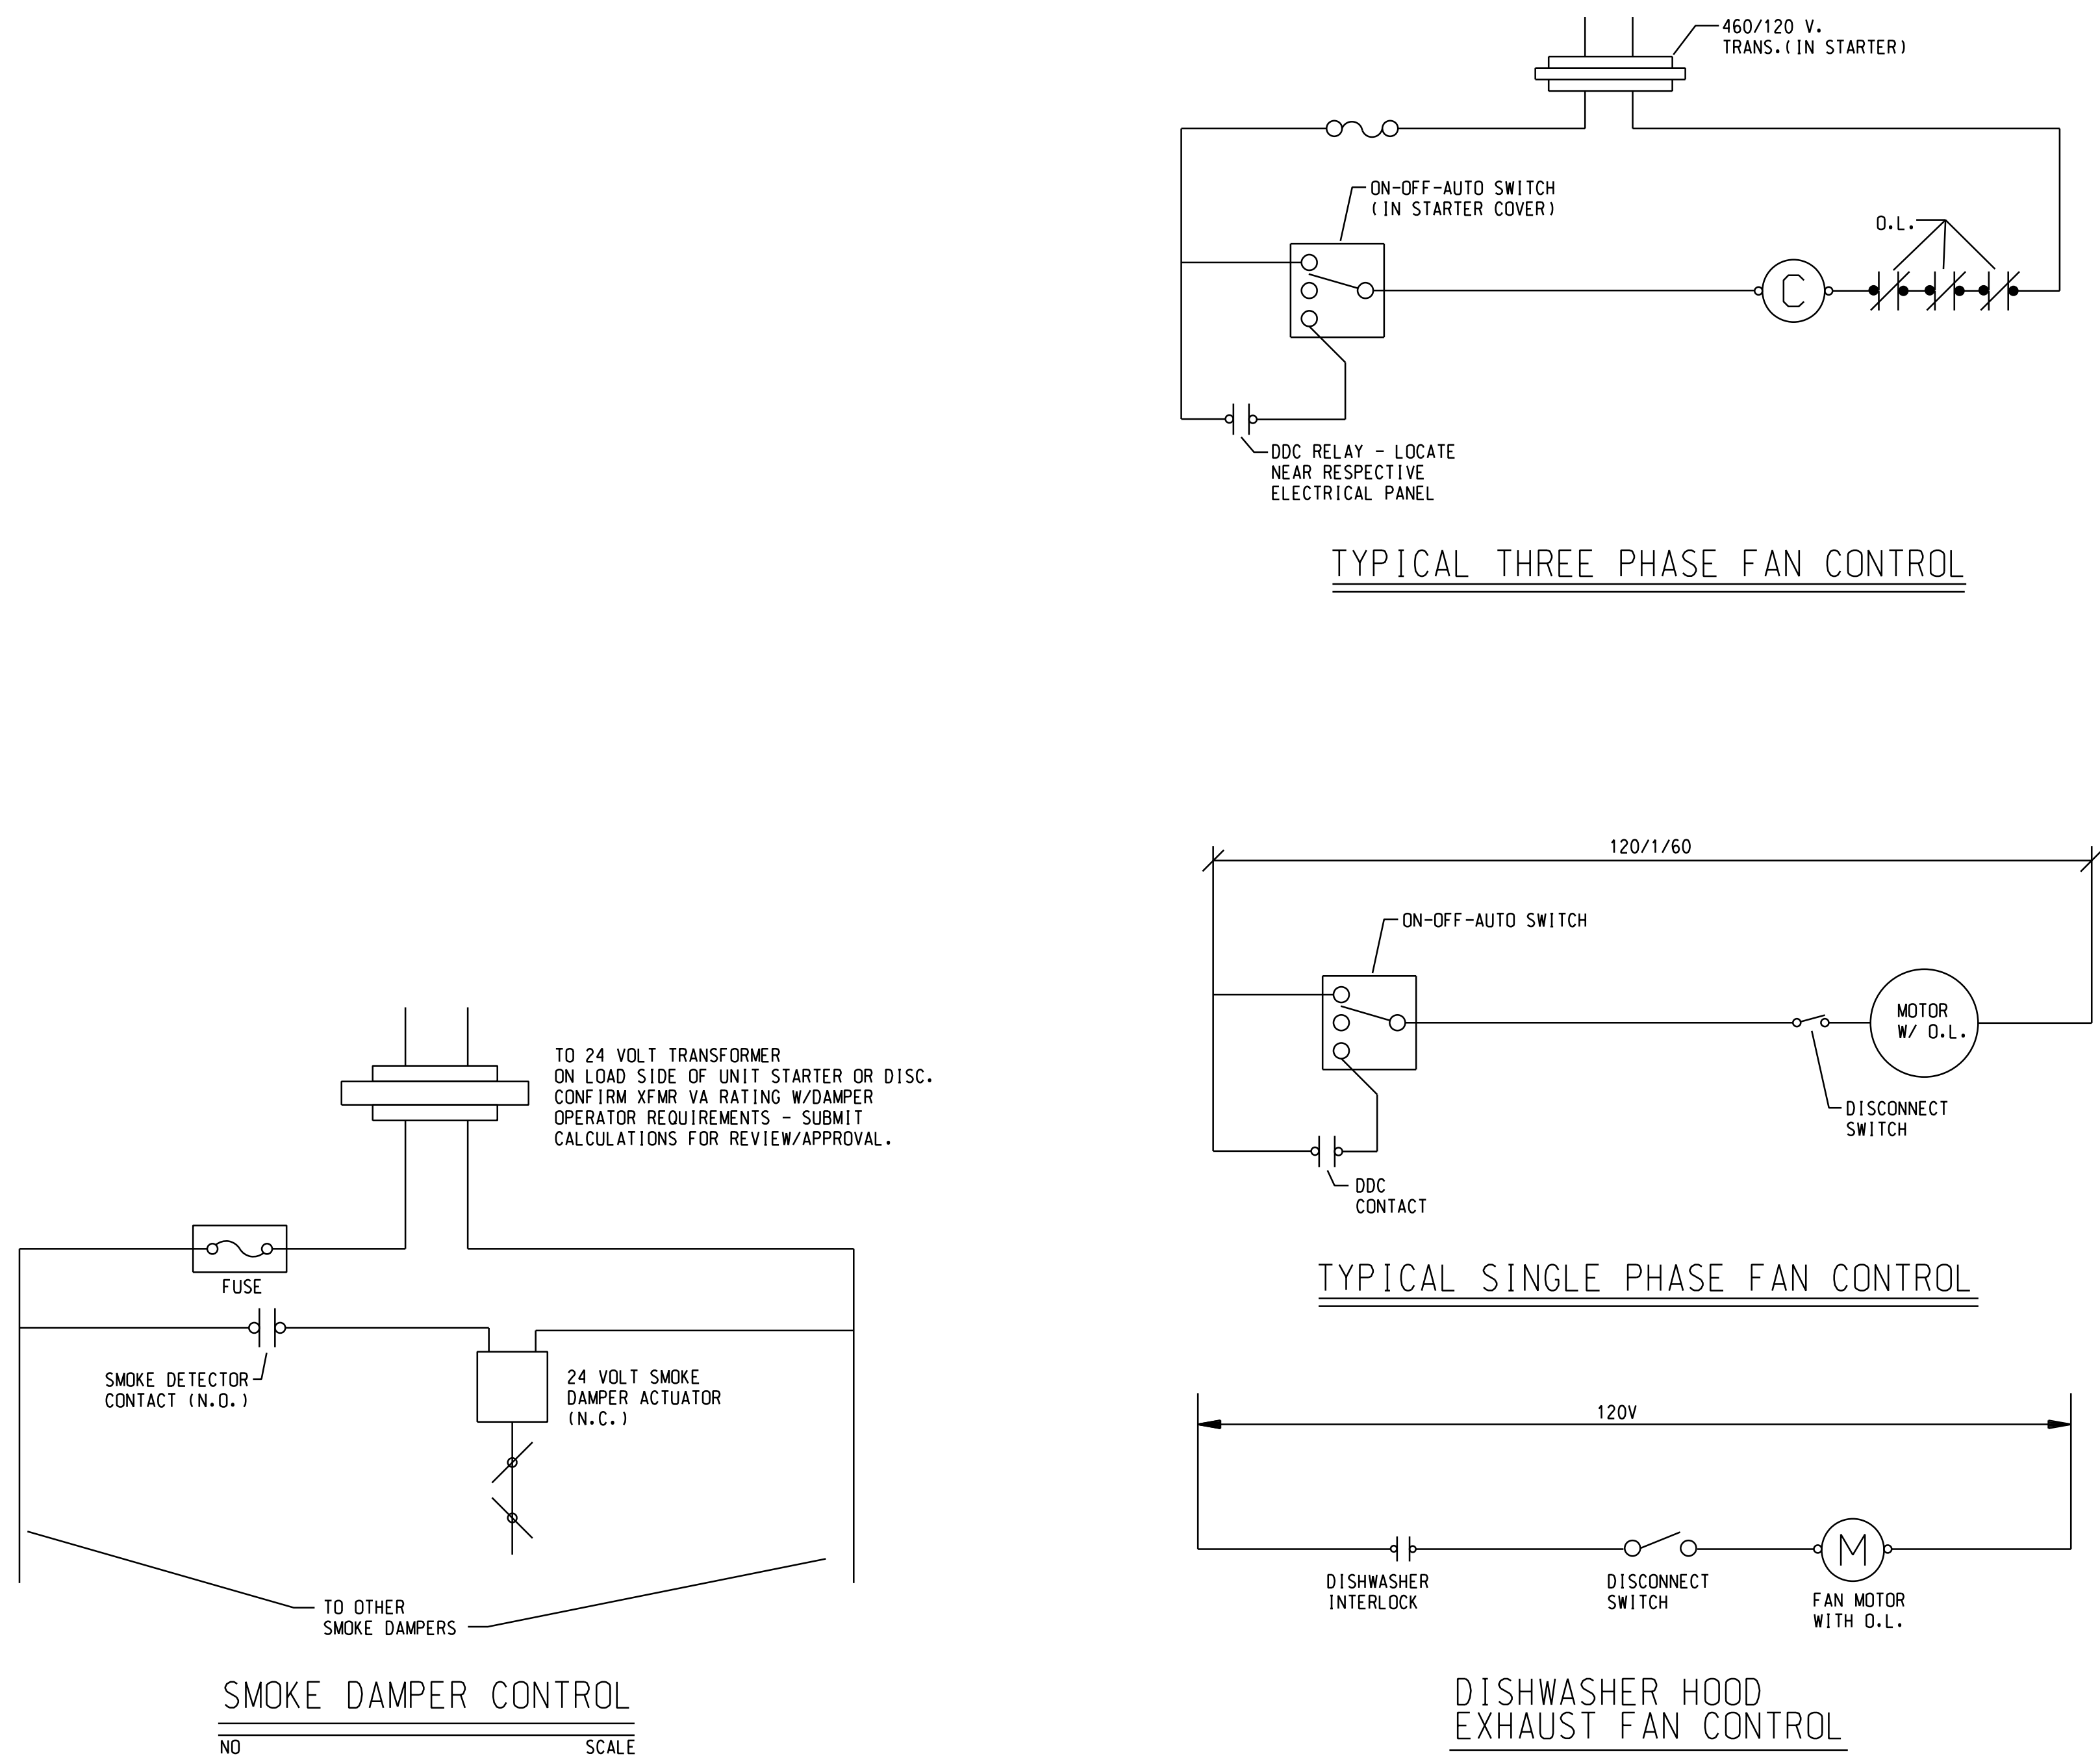 460/120 V.
TRANS.(IN STARTER)
ON-OFF-AUTO SWITCH
(IN STARTER COVER)
O.L.
C
DDC RELAY - LOCATE
NEAR RESPECTIVE
ELECTRICAL PANEL
TYPICAL THREE PHASE FAN CONTROL
120/1/60
ON-OFF-AUTO SWITCH
MOTOR
W/ O.L.
DISCONNECT
SWITCH
DDC
CONTACT
TYPICAL SINGLE PHASE FAN CONTROL
TO 24 VOLT TRANSFORMER
ON LOAD SIDE OF UNIT STARTER OR DISC.
CONFIRM XFMR VA RATING W/DAMPER
OPERATOR REQUIREMENTS - SUBMIT
CALCULATIONS FOR REVIEW/APPROVAL.
FUSE
SMOKE DETECTOR
CONTACT (N.O.)
24 VOLT SMOKE
DAMPER ACTUATOR
(N.C.)
TO OTHER
SMOKE DAMPERS
SMOKE DAMPER CONTROL
NO SCALE
120V
DISHWASHER
INTERLOCK
DISCONNECT
SWITCH
M
FAN MOTOR
WITH O.L.
DISHWASHER HOOD
EXHAUST FAN CONTROL